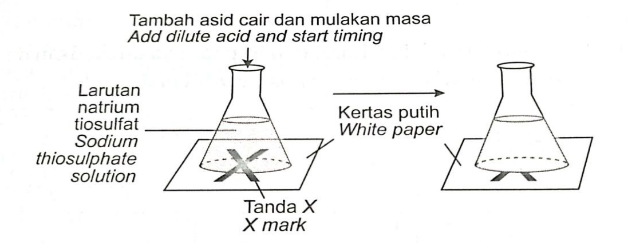 Tambah asid cair dan mulakan masa
Add dilute acid and start timing
Larutan
natrium
tiosulfat
Sodium
thiosulphate
solution
Kertas putih
White paper
Tanda X
X mark